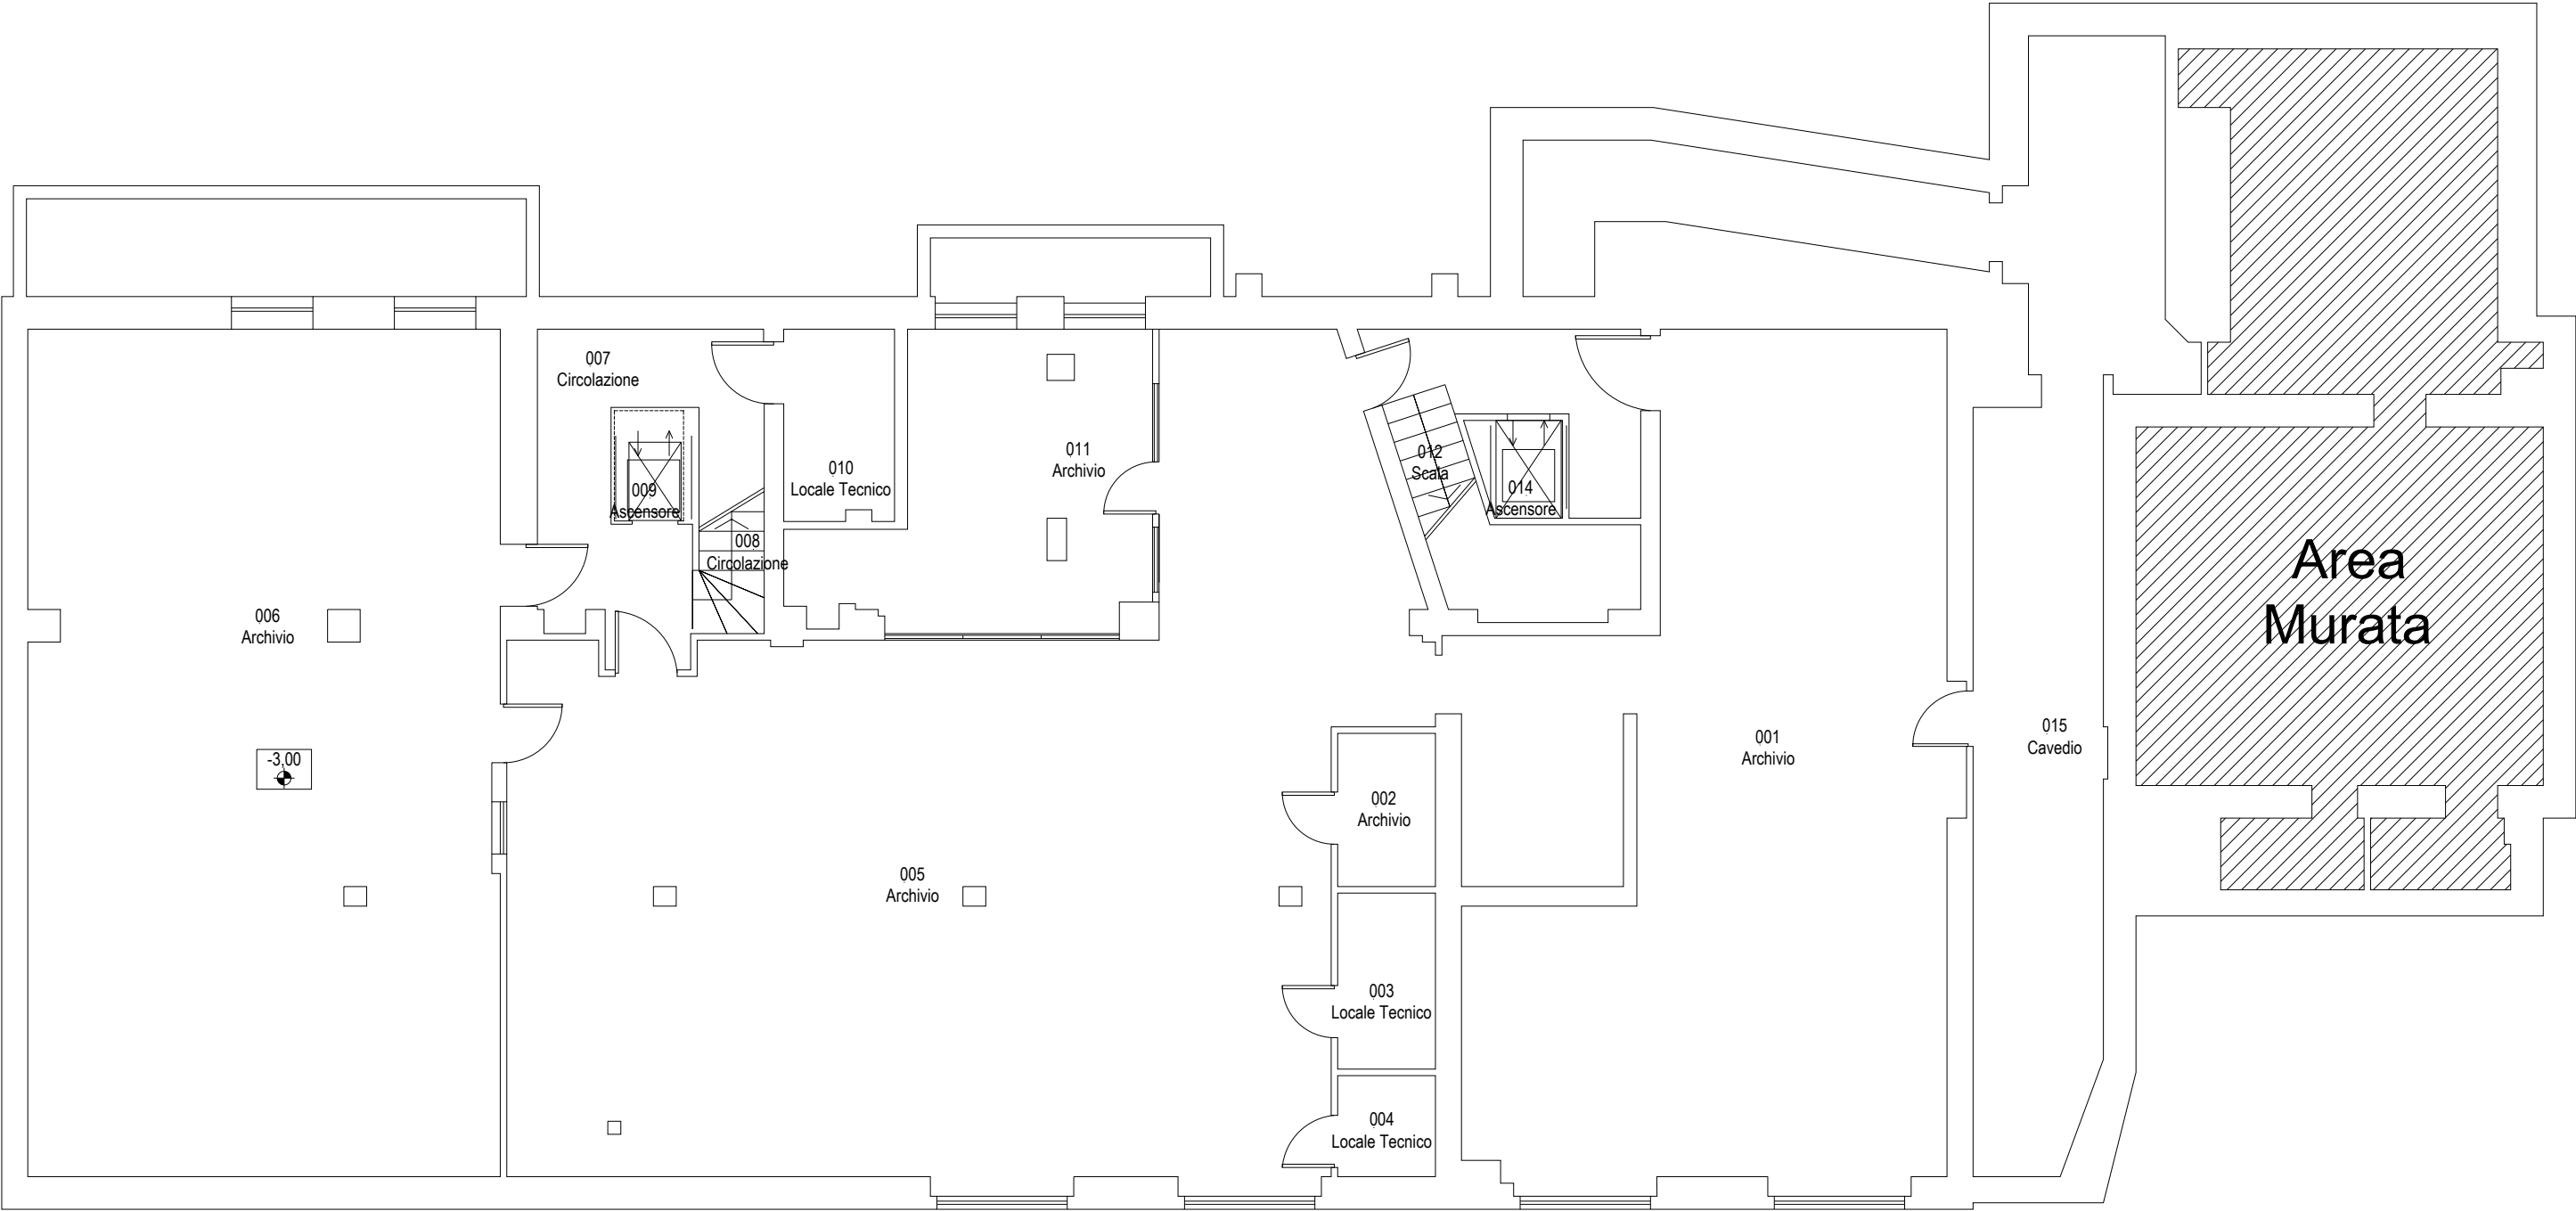 007
Circolazione
011
Archivio
010
Locale Tecnico
009
Ascensore
008
Circolazione
012
Scala
014
Ascensore
Area
Murata
006
Archivio
-3,00
001
Archivio
015
Cavedio
002
Archivio
005
Archivio
003
Locale Tecnico
004
Locale Tecnico